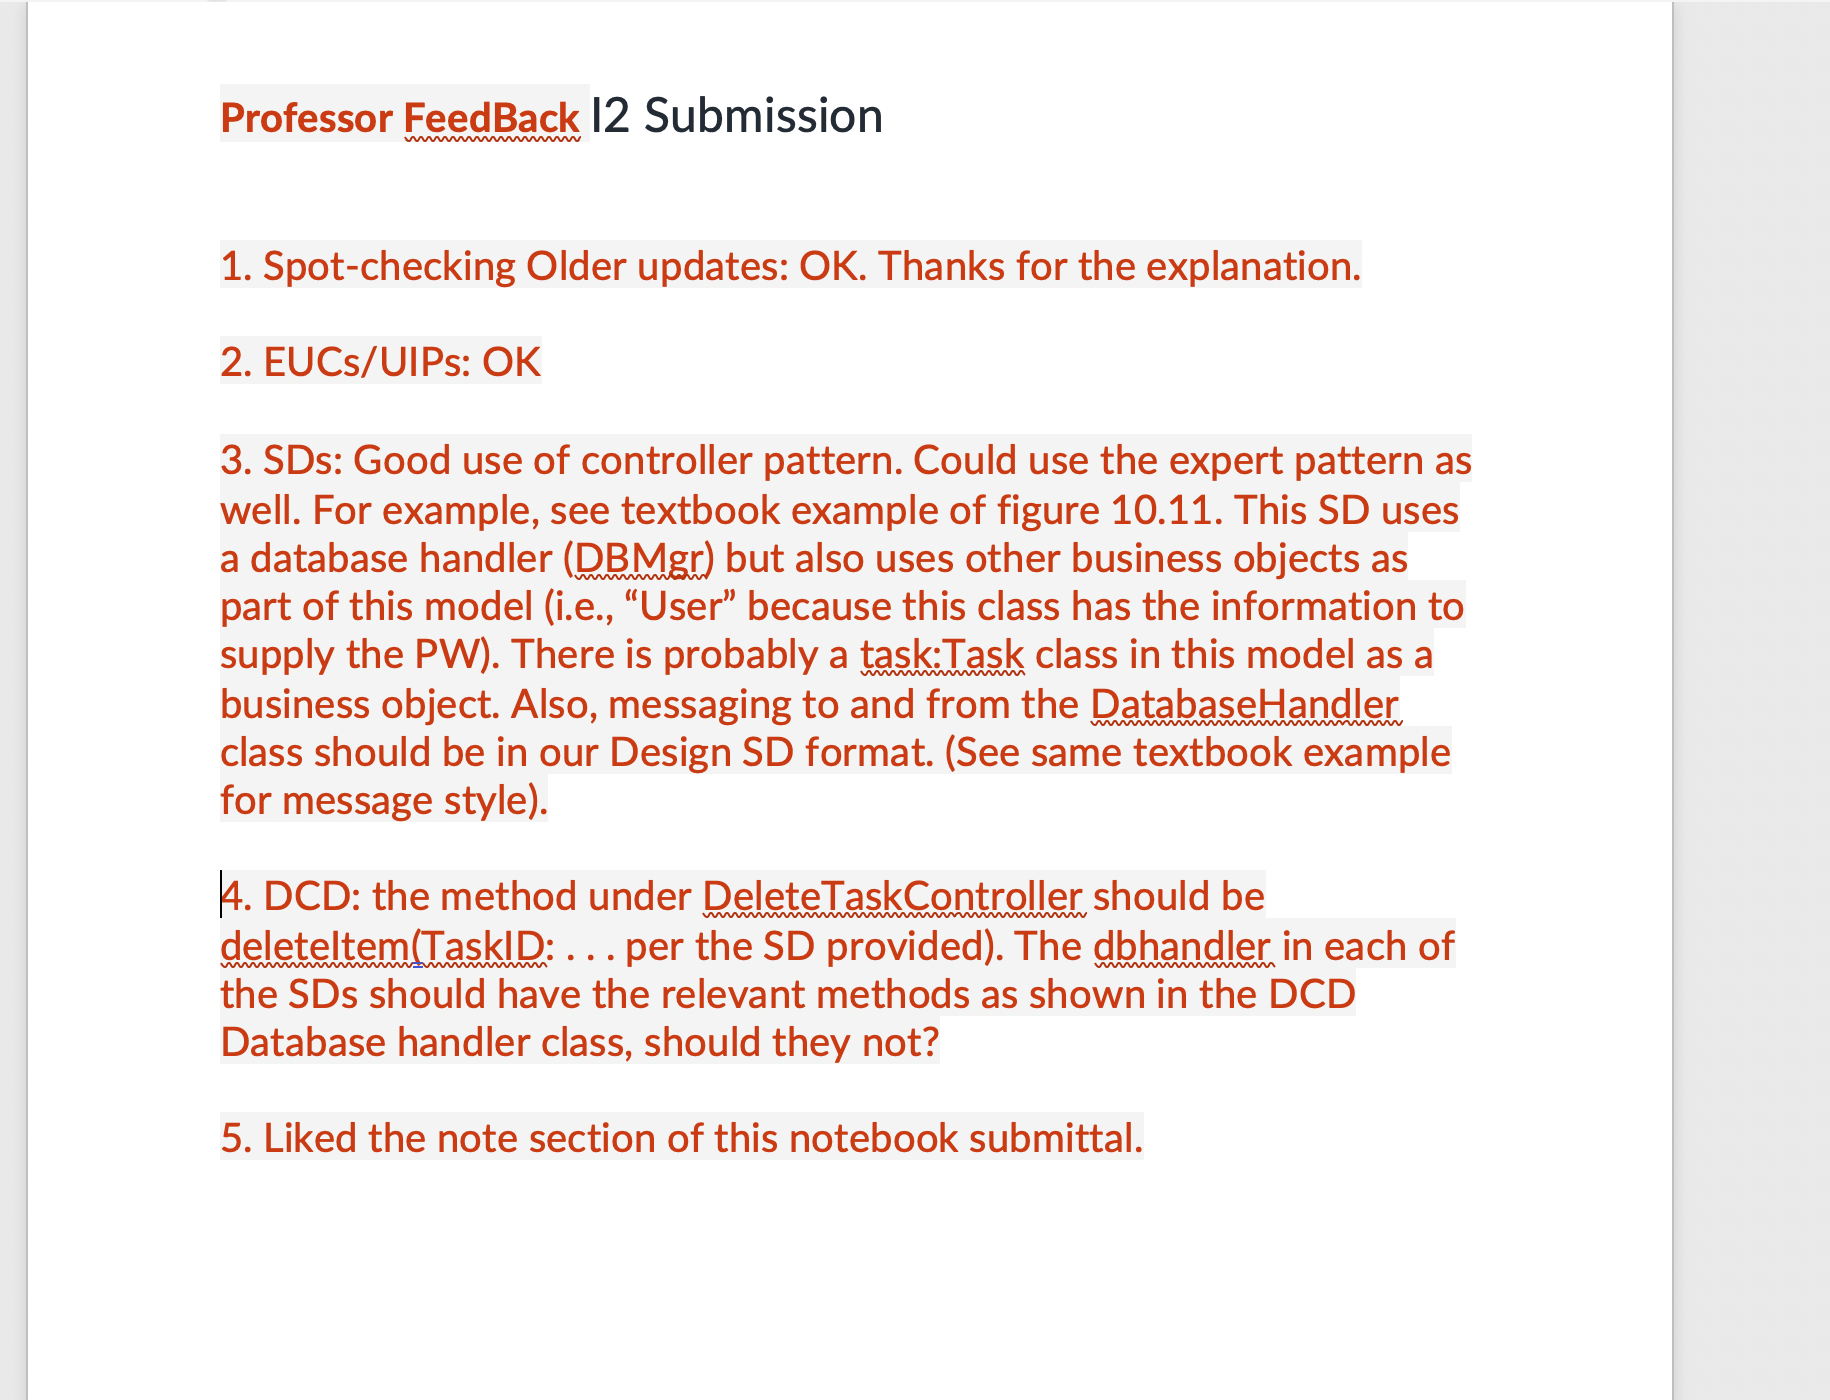 Professor FeedBack I2 Submission
1. Spot-checking Older updates: OK. Thanks for the explanation.
2. EUCs/UIPs: OK
3. SDs: Good use of controller pattern. Could use the expert pattern as
well. For example, see textbook example of figure 10.11. This SD uses
a database handler (DBMgr) but also uses other business objects as
part of this model (i.e., “User” because this class has the information to
supply the PW). There is probably a task:Task class in this model as a
business object. Also, messaging to and from the DatabaseHandler
class should be in our Design SD format. (See same textbook example
for message style).
4. DCD: the method under DeleteTaskController should be
deleteItem(TaskID: . . . per the SD provided). The dbhandler in each of
the SDs should have the relevant methods as shown in the DCD
Database handler class, should they not?
5. Liked the note section of this notebook submittal.